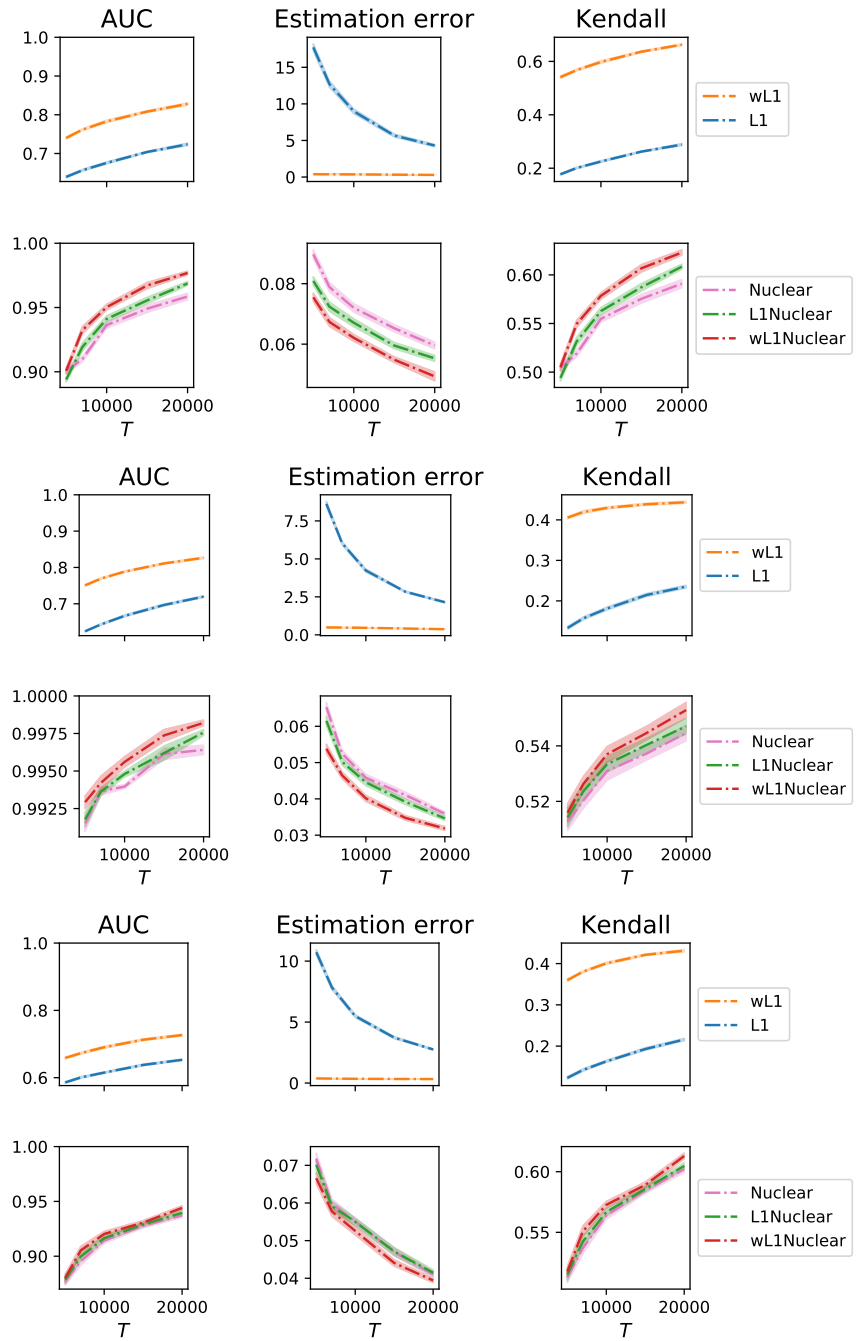 AUC Estimation error Kendall
1.0
0.9
0.8
0.7
15
10
5
0
0.6
0.4
0.2
wL1
L1
1.00
0.95
0.90
10000 20000
T
0.08
0.06
10000 20000
T
0.60
0.55
0.50
10000 20000
T
Nuclear
L1Nuclear
wL1Nuclear
AUC Estimation error Kendall
1.0
0.9
0.8
0.7
7.5
5.0
2.5
0.0
0.4
0.3
0.2
wL1
L1
1.0000
0.9975
0.9950
0.9925
10000 20000
T
0.06
0.05
0.04
0.03
10000 20000
T
0.54
0.52
10000 20000
T
Nuclear
L1Nuclear
wL1Nuclear
AUC Estimation error Kendall
1.0
0.8
0.6
10
5
0
0.4
0.3
0.2
wL1
L1
1.00
0.95
0.90
10000 20000
T
0.07
0.06
0.05
0.04
10000 20000
T
0.60
0.55
10000 20000
T
Nuclear
L1Nuclear
wL1Nuclear